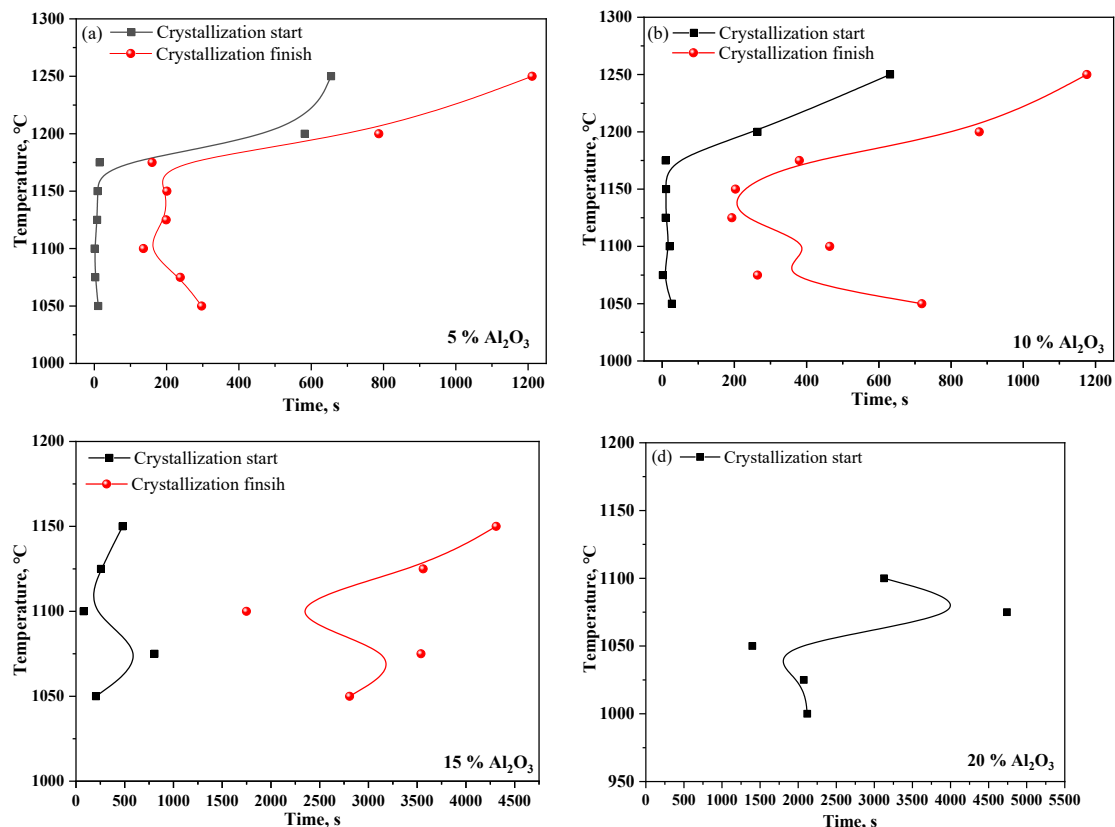 (a)
Crystallization start
Crystallization finish
1300
1250
1200
1150
1100
1050
1000
Temperature, °C
5 % Al₂O₃
0 200 400 600 800 1000 1200
Time, s
(b)
Crystallization start
Crystallization finish
1300
1250
1200
1150
1100
1050
1000
Temperature, °C
10 % Al₂O₃
0 200 400 600 800 1000 1200
Time, s
Crystallization start
Crystallization finsih
1200
1150
1100
1050
1000
Temperature, °C
15 % Al₂O₃
0 500 1000 1500 2000 2500 3000 3500 4000 4500
Time, s
(d)
Crystallization start
1200
1150
1100
1050
1000
950
Temperature, °C
20 % Al₂O₃
0 500 1000 1500 2000 2500 3000 3500 4000 4500 5000 5500
Time, s